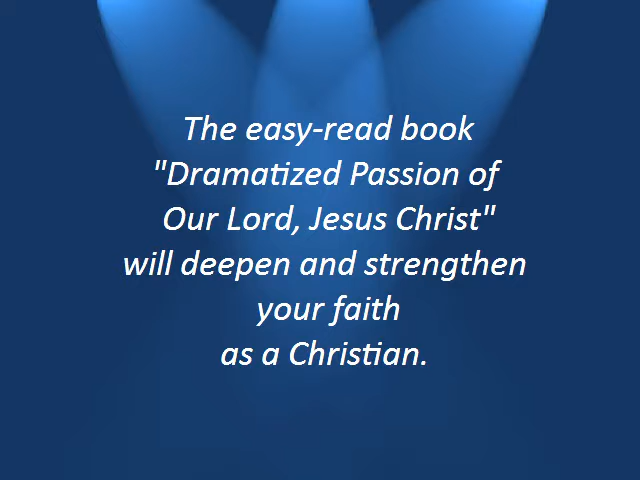 The easy-read book
"Dramatized Passion of
Our Lord, Jesus Christ"
will deepen and strengthen
your faith
as a Christian.